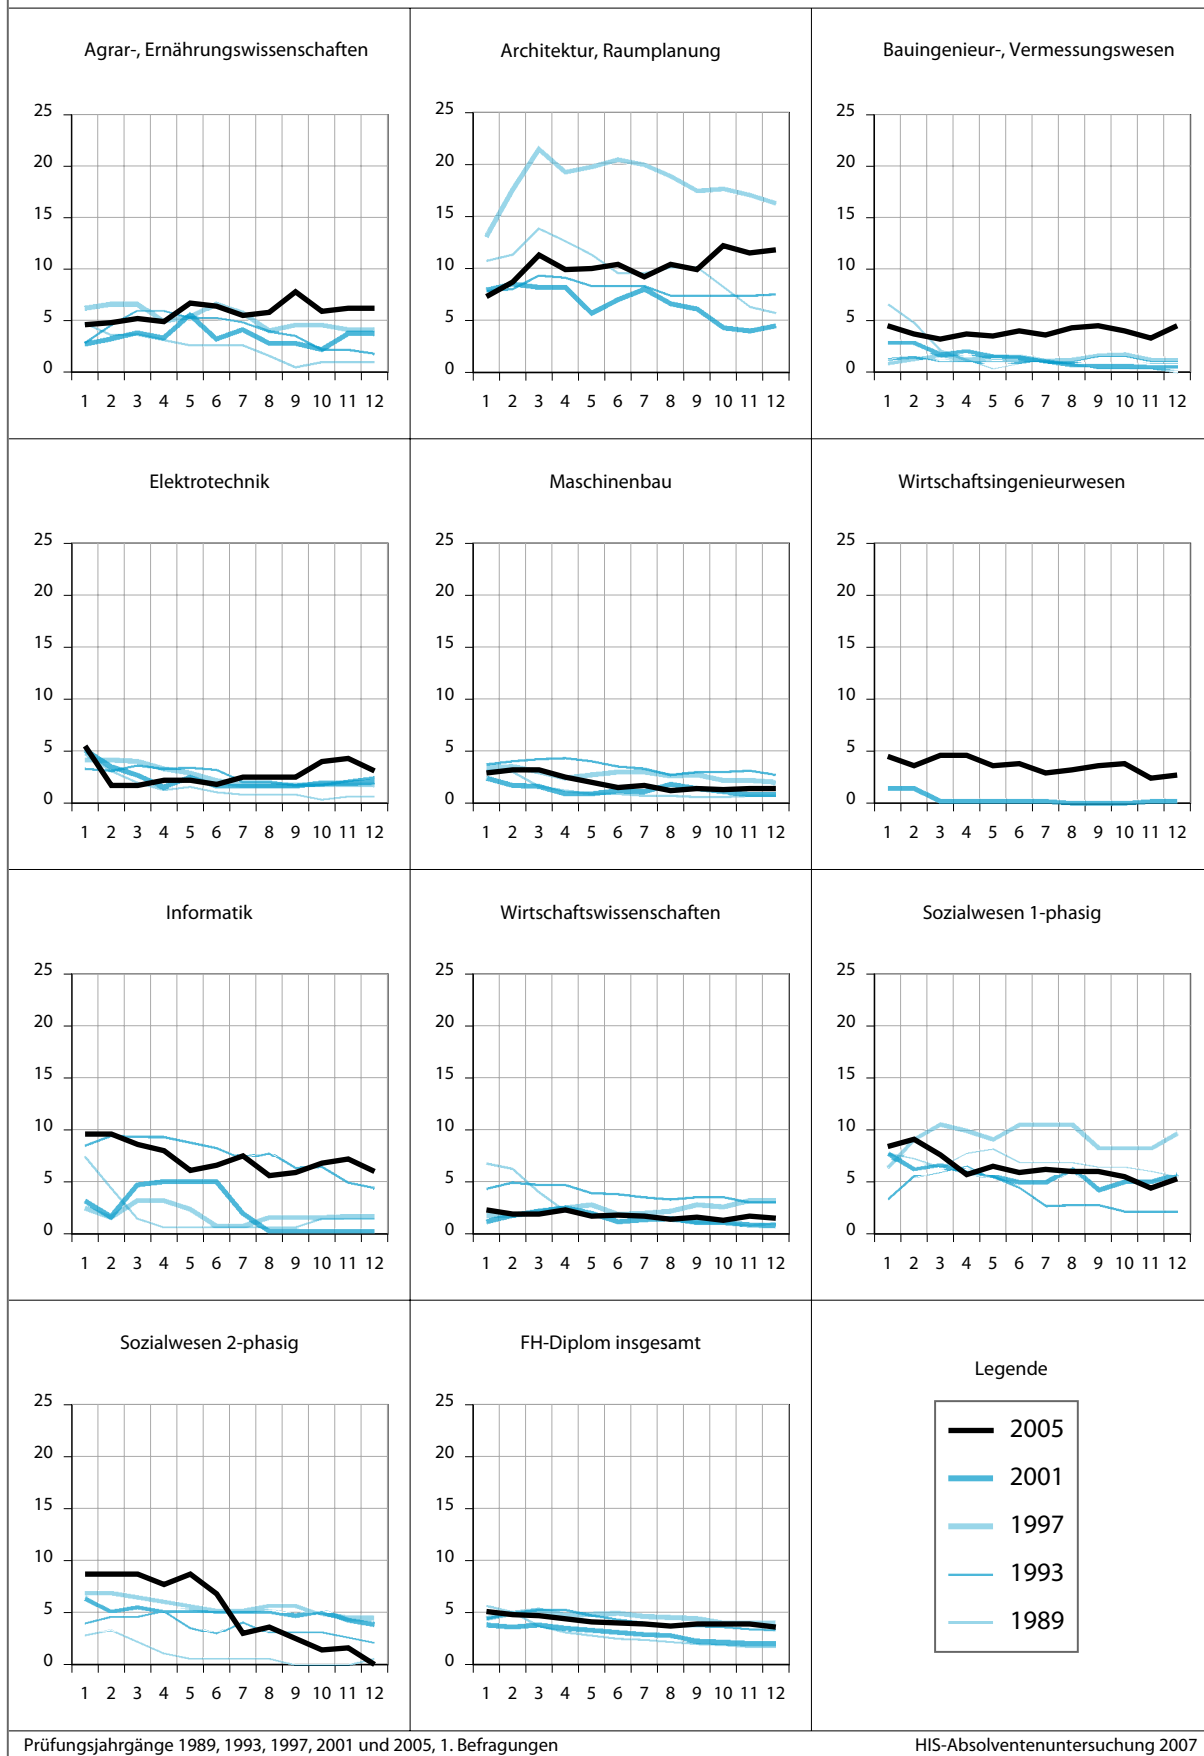 Agrar-, Ernährungswissenschaften
25
20
15
10
5
0
1 2 3 4 5 6 7 8 9 10 11 12
Architektur, Raumplanung
25
20
15
10
5
0
1 2 3 4 5 6 7 8 9 10 11 12
Bauingenieur-, Vermessungswesen
25
20
15
10
5
0
1 2 3 4 5 6 7 8 9 10 11 12
Elektrotechnik
25
20
15
10
5
0
1 2 3 4 5 6 7 8 9 10 11 12
Maschinenbau
25
20
15
10
5
0
1 2 3 4 5 6 7 8 9 10 11 12
Wirtschaftsingenieurwesen
25
20
15
10
5
0
1 2 3 4 5 6 7 8 9 10 11 12
Informatik
25
20
15
10
5
0
1 2 3 4 5 6 7 8 9 10 11 12
Wirtschaftswissenschaften
25
20
15
10
5
0
1 2 3 4 5 6 7 8 9 10 11 12
Sozialwesen 1-phasig
25
20
15
10
5
0
1 2 3 4 5 6 7 8 9 10 11 12
Sozialwesen 2-phasig
25
20
15
10
5
0
1 2 3 4 5 6 7 8 9 10 11 12
FH-Diplom insgesamt
25
20
15
10
5
0
1 2 3 4 5 6 7 8 9 10 11 12
Legende
2005
2001
1997
1993
1989
Prüfungsjahrgänge 1989, 1993, 1997, 2001 und 2005, 1. Befragungen
HIS-Absolventenuntersuchung 2007